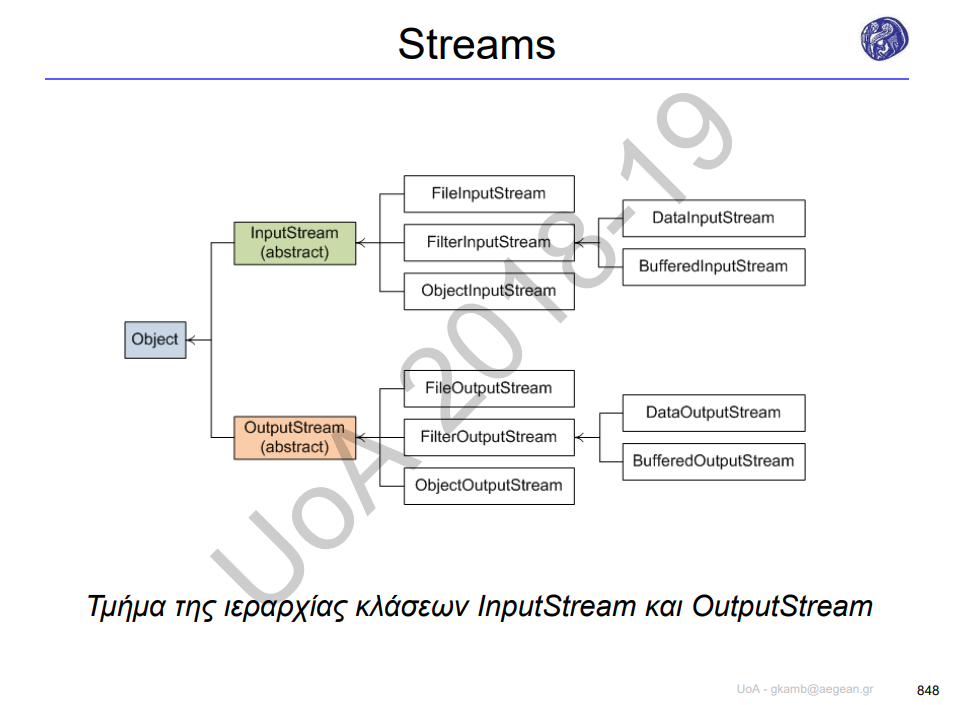 Streams
FileInputStream
DataInputStream
InputStream
(abstract)
FilterInputStream
BufferedInputStream
ObjectInputStream
Object
FileOutputStream
DataOutputStream
OutputStream
(abstract)
FilterOutputStream
BufferedOutputStream
ObjectOutputStream
UoA 2018-19
Τμήμα της ιεραρχίας κλάσεων InputStream και OutputStream
UoA - gkamb@aegean.gr
848